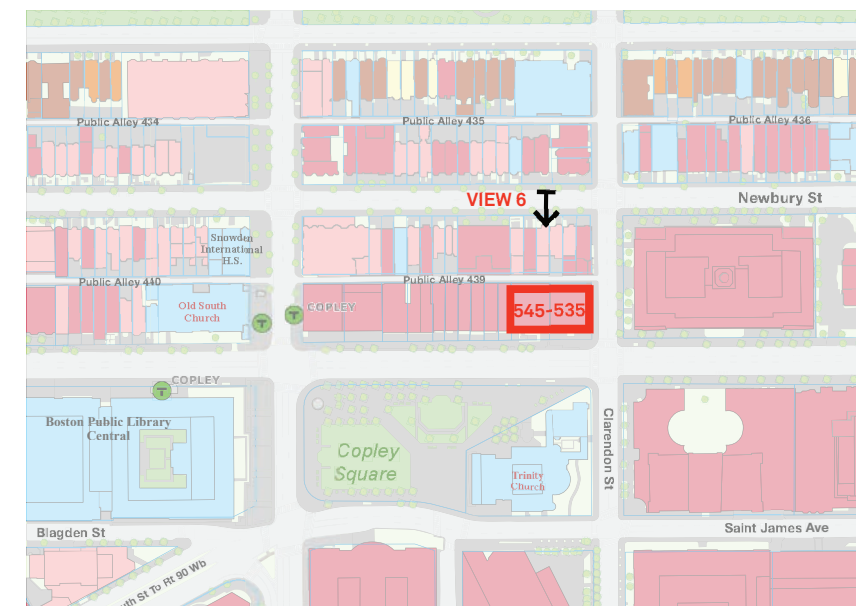 Public Alley 434
Public Alley 435
Public Alley 436
VIEW 6
Newbury St
Snowden
International
H.S.
Public Alley 440
Public Alley 439
Old South
Church
T
T COPLEY
545-535
COPLEY
T
Boston Public Library
Central
Copley
Square
Trinity
Church
Clarendon St
Blagden St
Saint James Ave
uth St To Rt 90 Wb